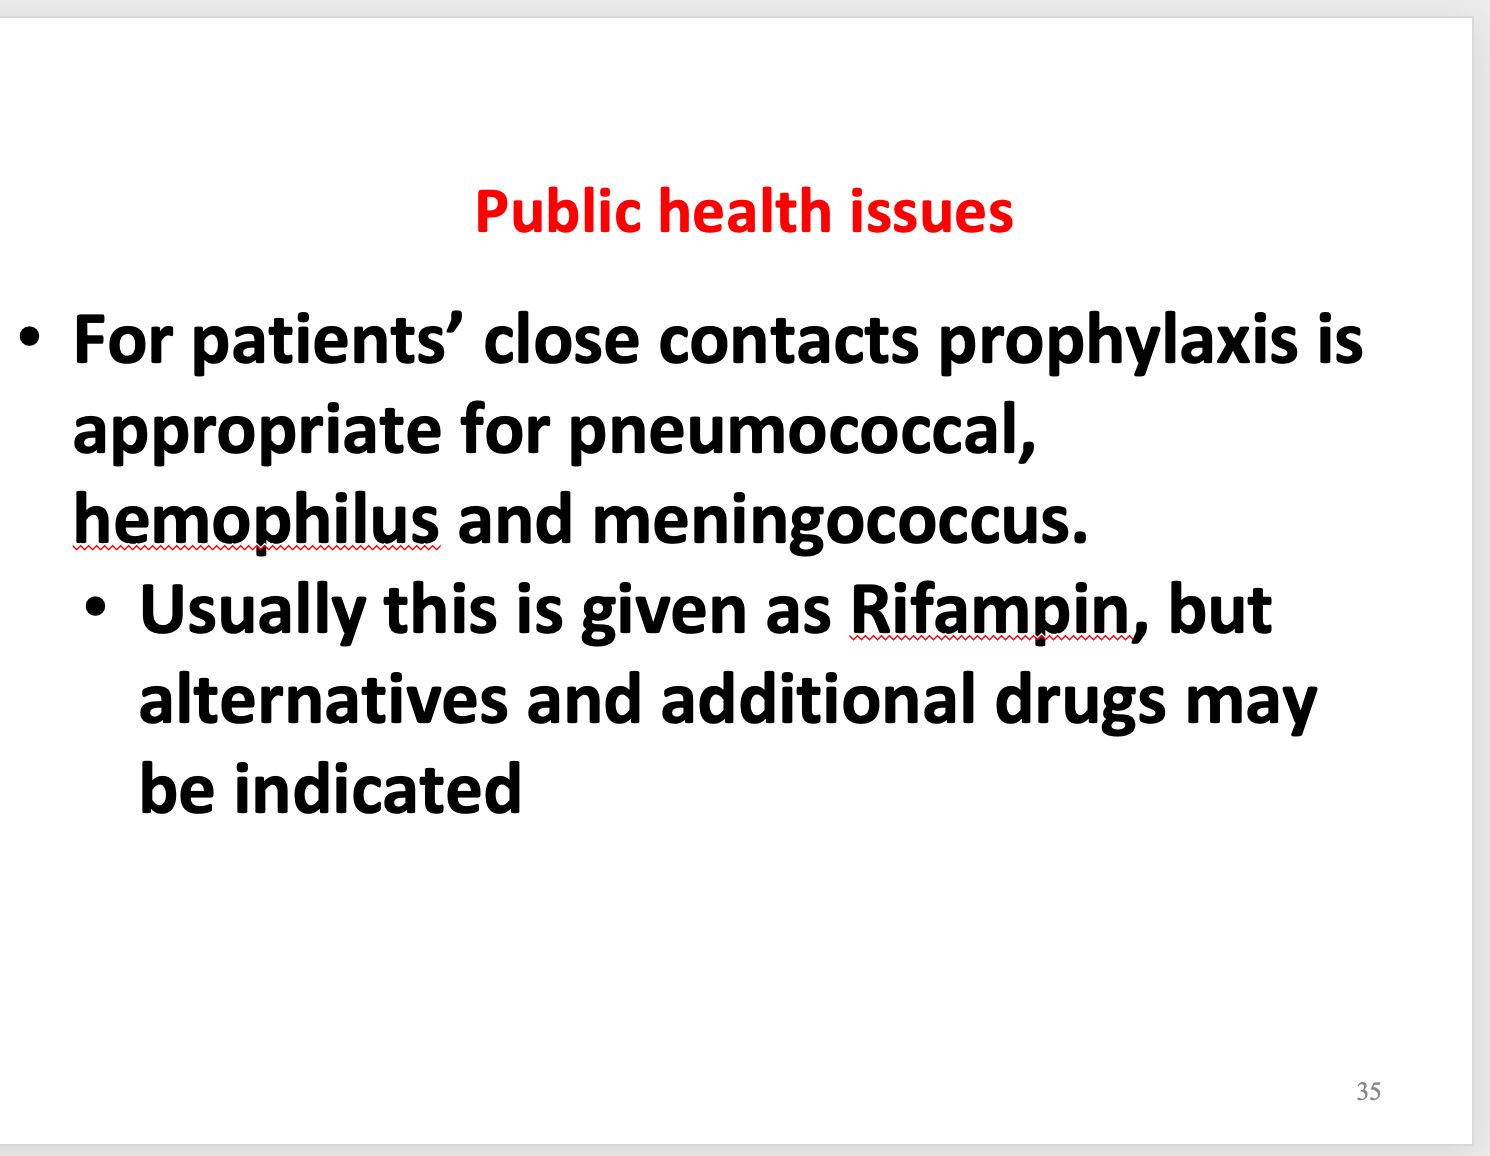 Public health issues
• For patients’ close contacts prophylaxis is
appropriate for pneumococcal,
hemophilus and meningococcus.
• Usually this is given as Rifampin, but
alternatives and additional drugs may
be indicated
35